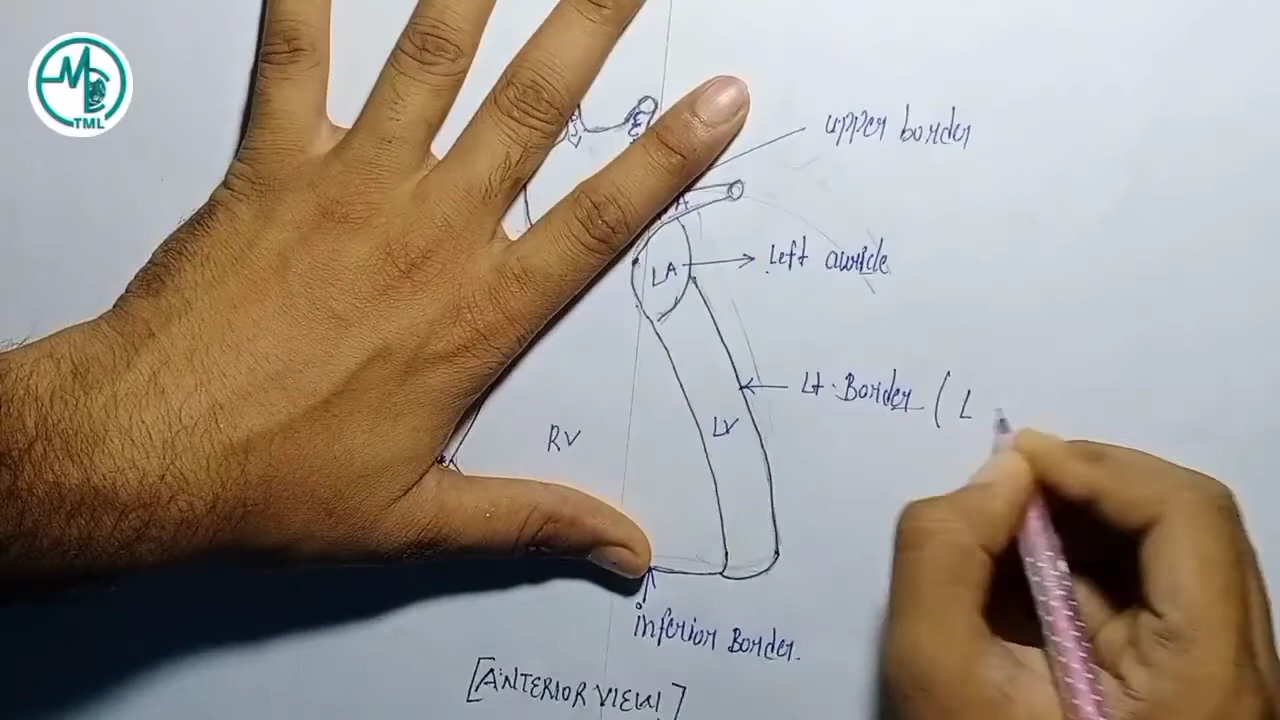 TML
upper border
A
LA
Left auricle
Lt. Border ( L
LV
RV
inferior Border.
[ANTERIOR VIEW]